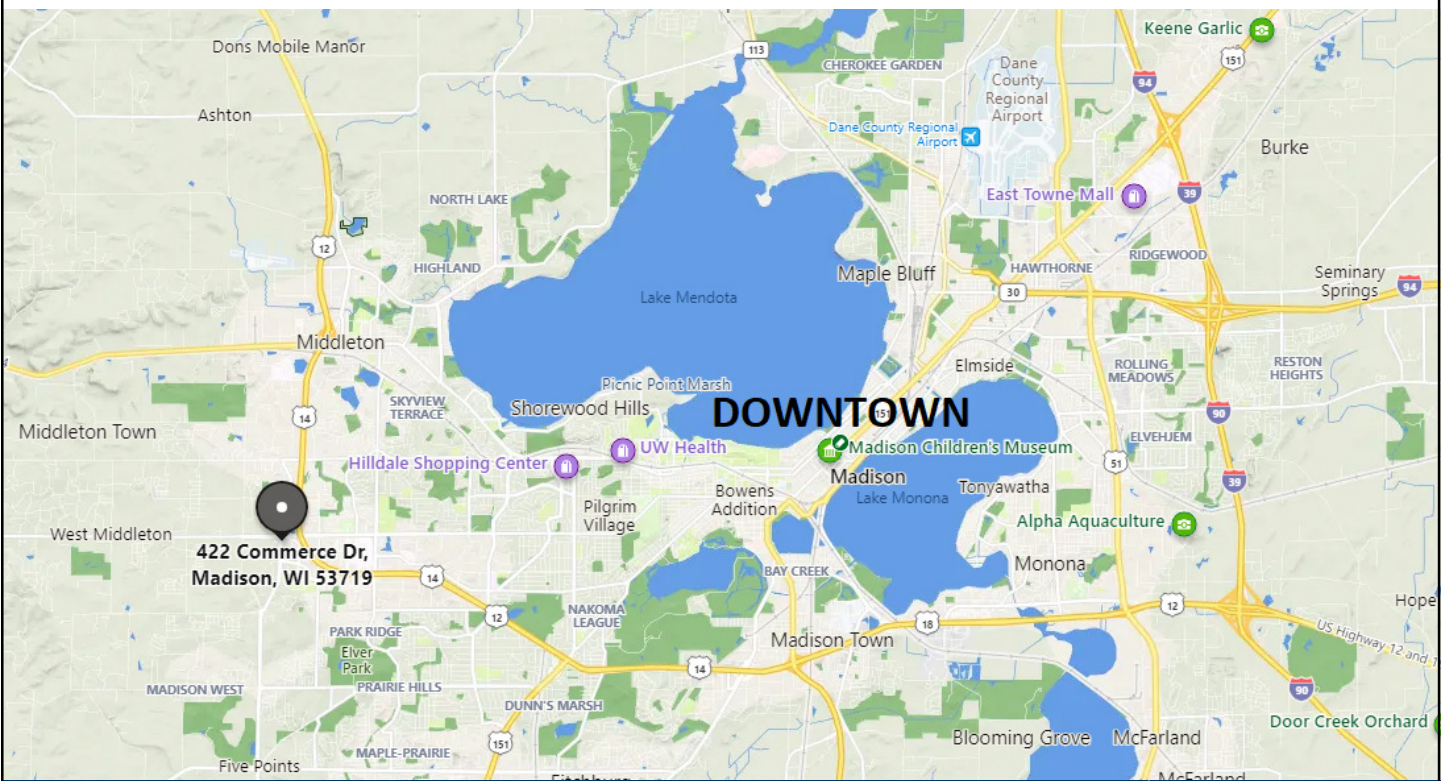 Keene Garlic
Dons Mobile Manor
113
151
CHEROKEE GARDEN
Dane
County
Regional
Airport
94
Ashton
Dane County Regional
Airport
Burke
East Towne Mall
39
NORTH LAKE
12
HIGHLAND
Maple Bluff
HAWTHORNE
RIDGEWOOD
Seminary
Springs
94
Lake Mendota
30
Middleton
Elmside
ROLLING
MEADOWS
RESTON
HEIGHTS
Picnic Point Marsh
SKYVIEW
TERRACE
Shorewood Hills
DOWNTOWN
151
90
14
Middleton Town
UW Health
Madison Children's Museum
ELVEHJEM
Hilldale Shopping Center
51
Madison
39
Lake Monona
Tonyawatha
Bowens
Addition
Pilgrim
Village
Alpha Aquaculture
West Middleton
422 Commerce Dr,
Madison, WI 53719
14
BAY CREEK
Monona
12
Hope
NAKOMA
LEAGUE
12
18
PARK RIDGE
Madison Town
US Highway 12 and 1
Elver
Park
14
MADISON WEST
PRAIRIE HILLS
90
DUNN'S MARSH
Door Creek Orchard
151
Blooming Grove
McFarland
MAPLE-PRAIRIE
Five Points
Fitchburg
McFarland